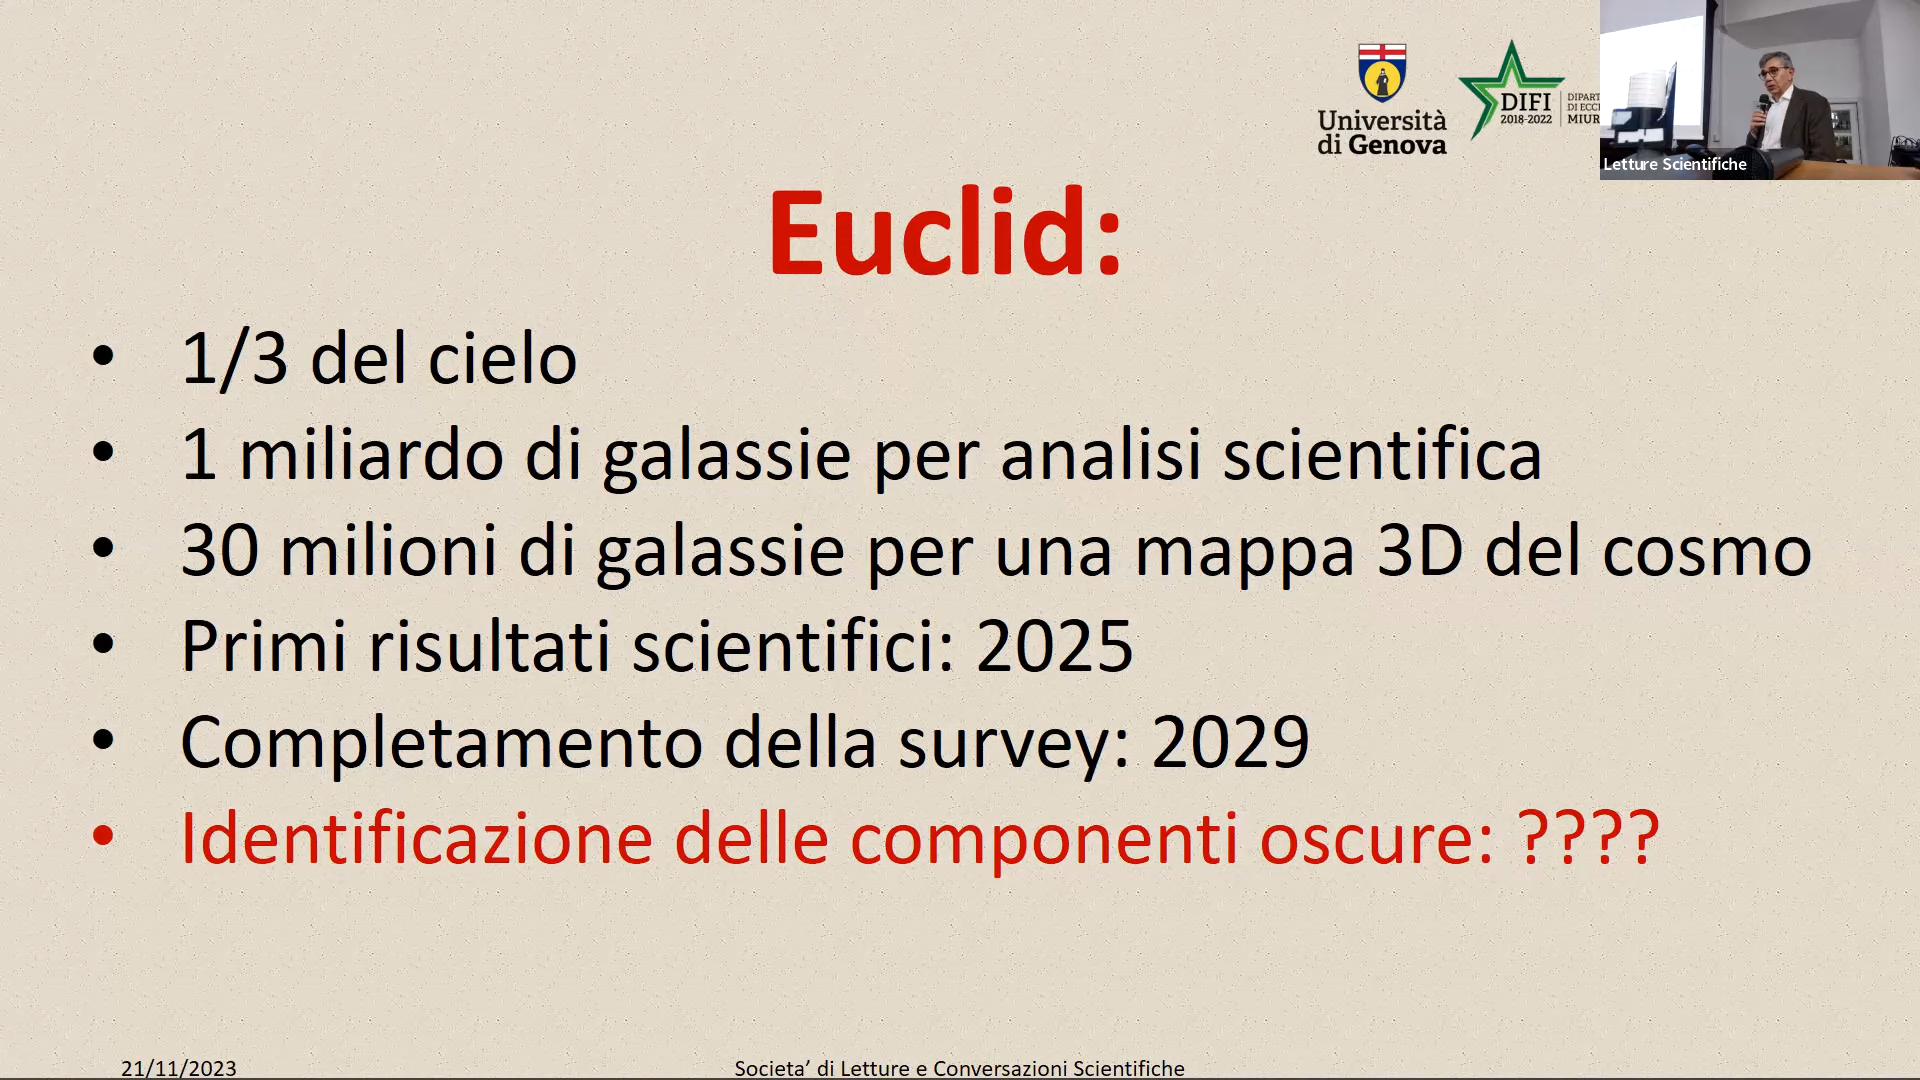 Università
di Genova
DIFI
2018-2022
MIUR
Letture Scientifiche
Euclid:
• 1/3 del cielo
• 1 miliardo di galassie per analisi scientifica
• 30 milioni di galassie per una mappa 3D del cosmo
• Primi risultati scientifici: 2025
• Completamento della survey: 2029
• Identificazione delle componenti oscure: ????
21/11/2023
Societa’ di Letture e Conversazioni Scientifiche